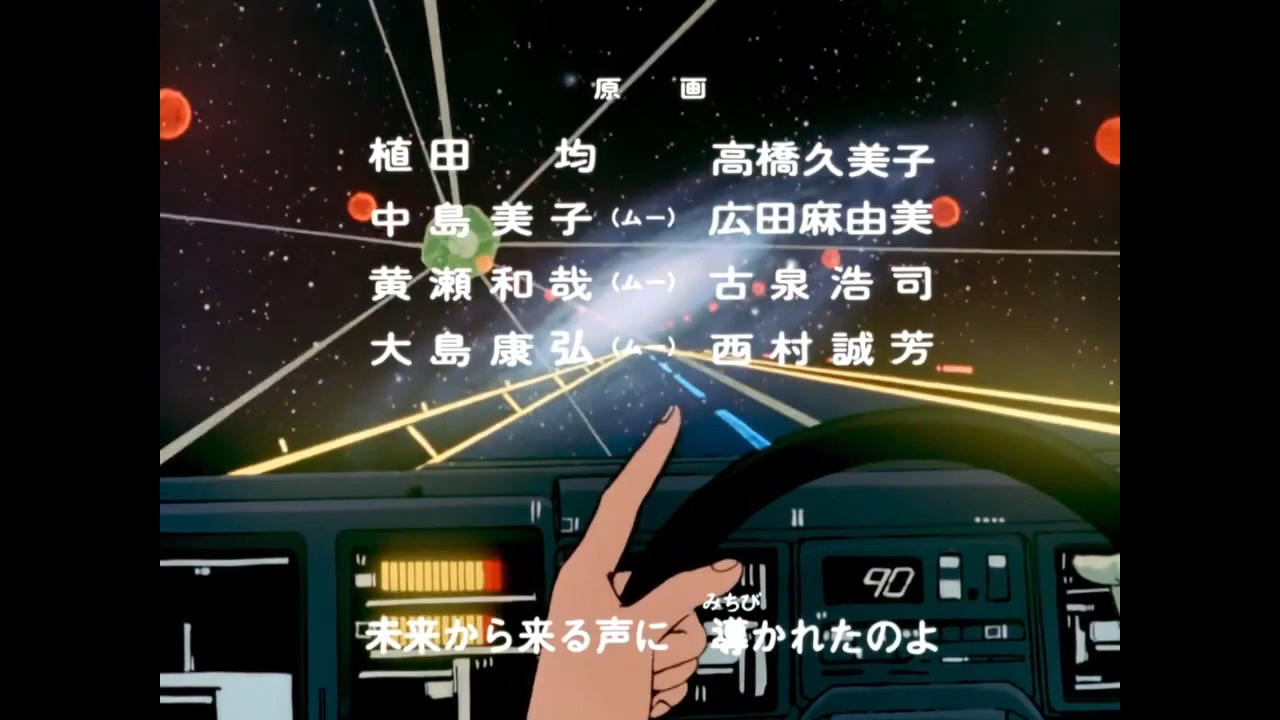 原 画
植田 均 高橋久美子
中島美子（ムー） 広田麻由美
黄瀬和哉（ムー） 古泉浩司
大島康弘（ムー） 西村誠芳
90
みちび
未来から来る声に 導かれたのよ